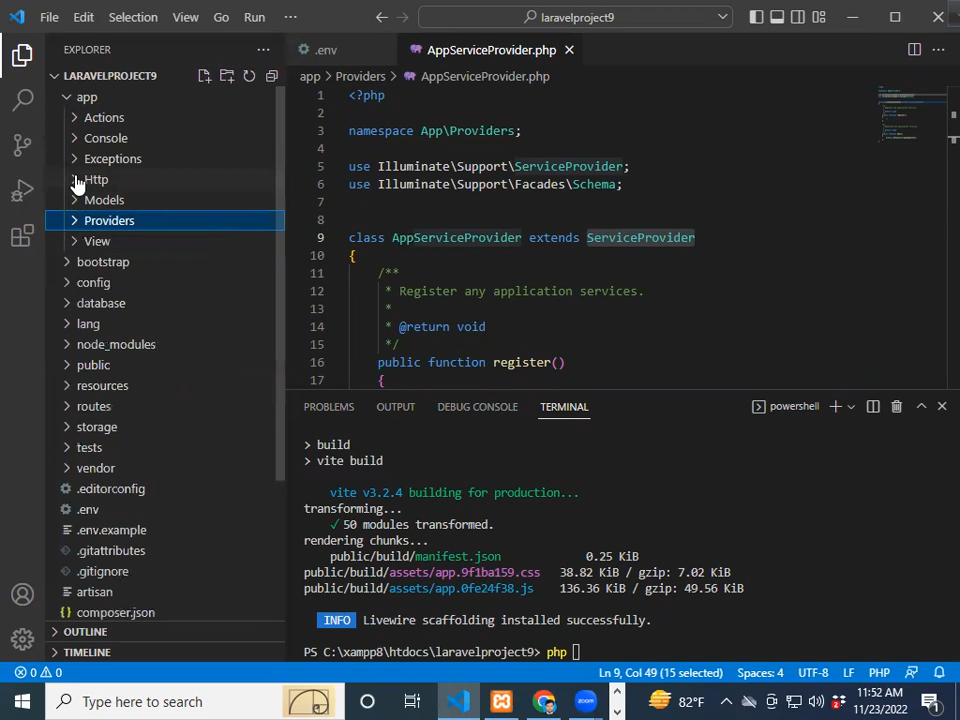 File Edit Selection View Go Run ··· laravelproject9
EXPLORER ···
LARAVELPROJECT9
app
Actions
Console
Exceptions
Http
Models
Providers
View
bootstrap
config
database
lang
node_modules
public
resources
routes
storage
tests
vendor
.editorconfig
.env
.env.example
.gitattributes
.gitignore
artisan
composer.json
OUTLINE
TIMELINE
.env AppServiceProvider.php
app > Providers > AppServiceProvider.php
1 <?php
2
3 namespace App\Providers;
4
5 use Illuminate\Support\ServiceProvider;
6 use Illuminate\Support\Facades\Schema;
7
8
9 class AppServiceProvider extends ServiceProvider
10 {
11 /**
12 * Register any application services.
13 *
14 * @return void
15 */
16 public function register()
17 {
PROBLEMS OUTPUT DEBUG CONSOLE TERMINAL powershell
> build
> vite build
vite v3.2.4 building for production...
transforming...
✓ 50 modules transformed.
rendering chunks...
public/build/manifest.json 0.25 KiB
public/build/assets/app.9f1ba159.css 38.82 KiB / gzip: 7.02 KiB
public/build/assets/app.0fe24f38.js 136.36 KiB / gzip: 49.56 KiB
INFO Livewire scaffolding installed successfully.
PS C:\xampp8\htdocs\laravelproject9> php
0 0 Ln 9, Col 49 (15 selected) Spaces: 4 UTF-8 LF PHP
Type here to search zoom 82°F 2 11:52 AM
11/23/2022 1